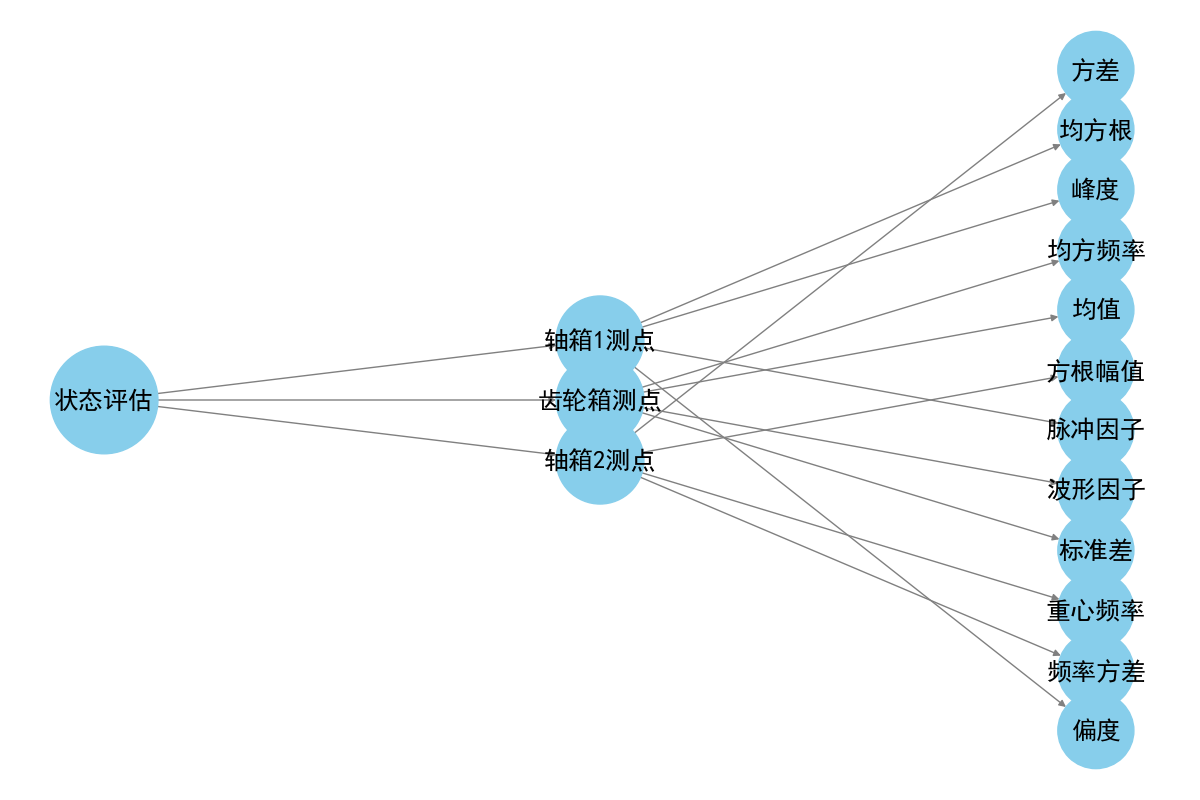 状态评估
轴箱1测点
齿轮箱测点
轴箱2测点
方差
均方根
峰度
均方频率
均值
方根幅值
脉冲因子
波形因子
标准差
重心频率
频率方差
偏度